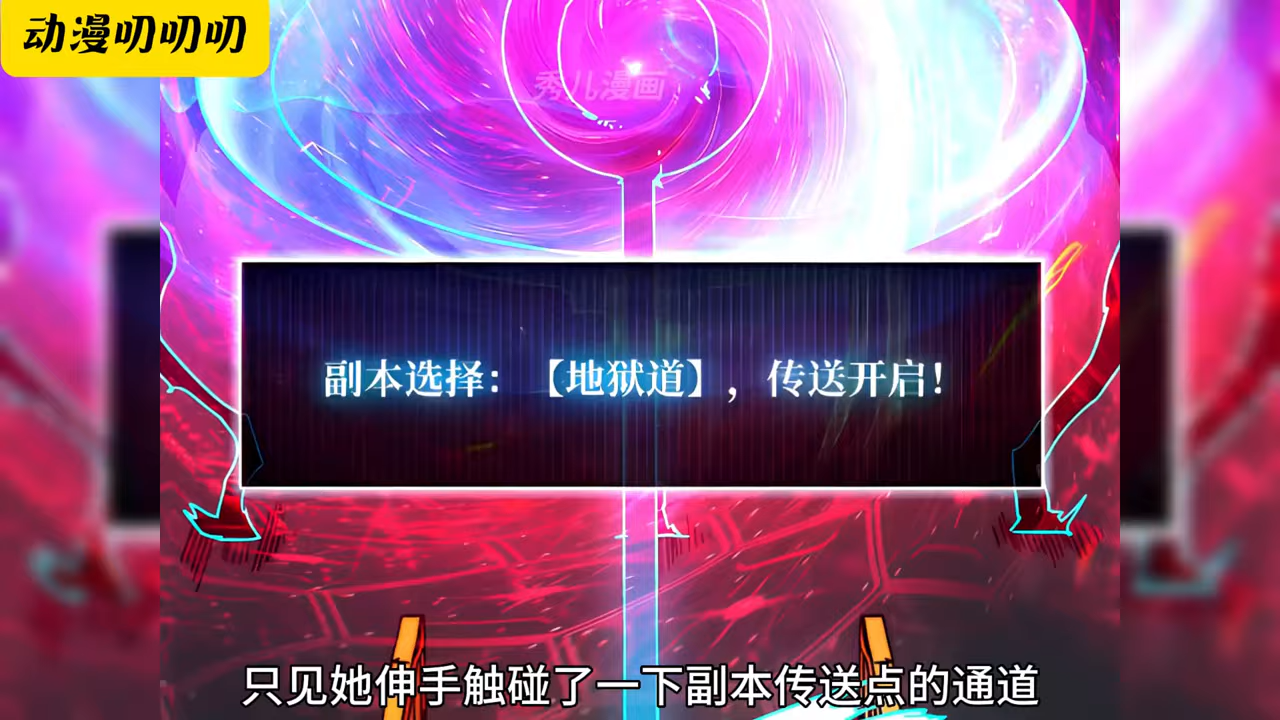 动漫叨叨叨
秀儿漫画
副本选择：【地狱道】，传送开启！
只见她伸手触碰了一下副本传送点的通道